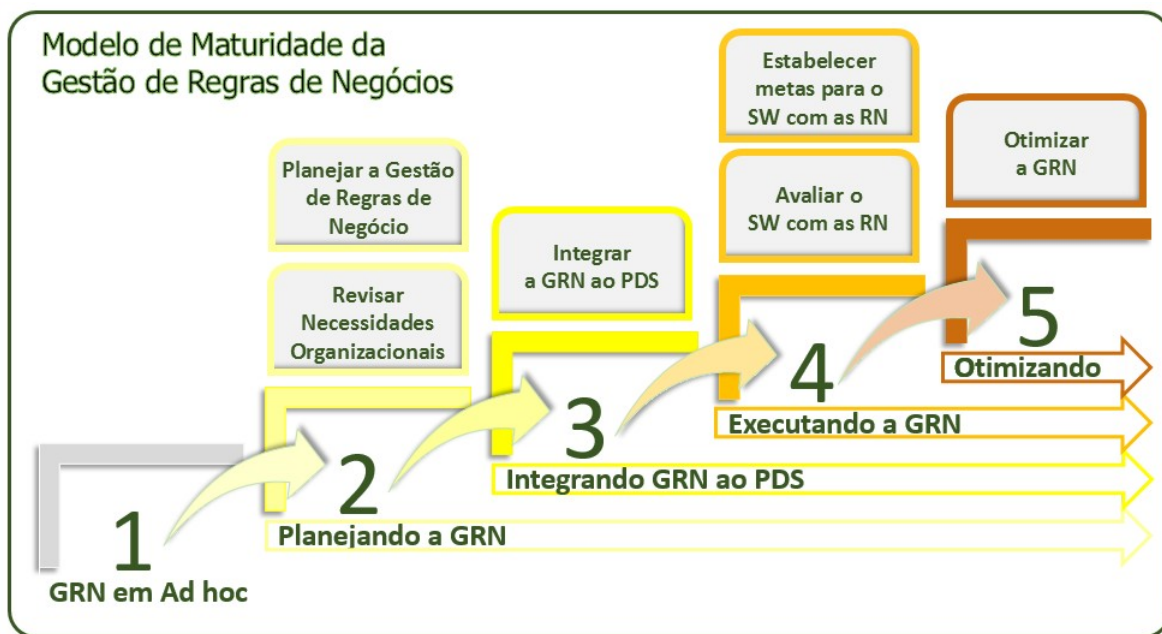 Modelo de Maturidade da
Gestão de Regras de Negócios
Planejar a Gestão
de Regras de
Negócio
Revisar
Necessidades
Organizacionais
Integrar
a GRN ao PDS
Estabelecer
metas para o
SW com as RN
Avaliar o
SW com as RN
Otimizar
a GRN
1
GRN em Ad hoc
2
Planejando a GRN
3
Integrando GRN ao PDS
4
Executando a GRN
5
Otimizando